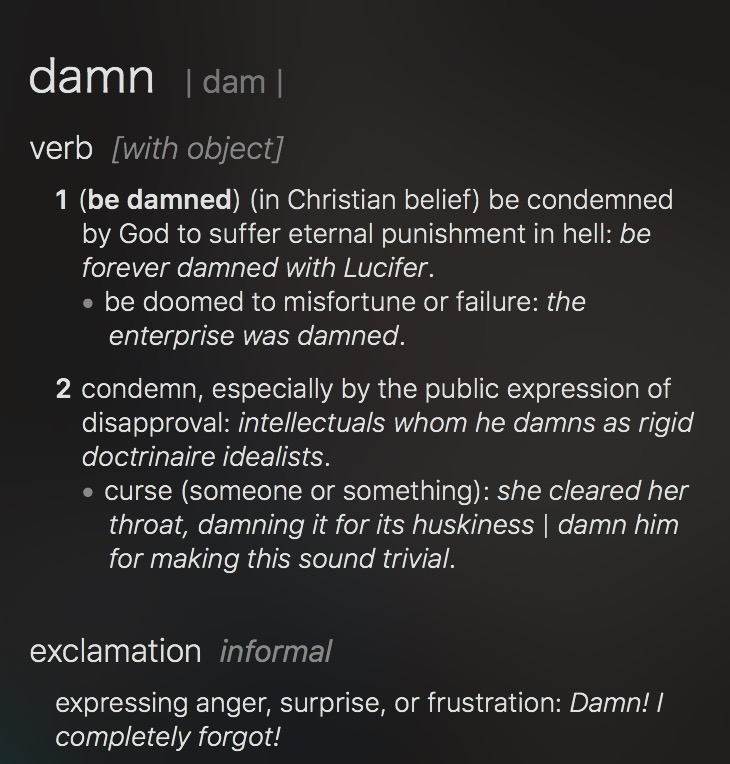 damn | dam |
verb [with object]
1 (be damned) (in Christian belief) be condemned
by God to suffer eternal punishment in hell: be
forever damned with Lucifer.
• be doomed to misfortune or failure: the
enterprise was damned.
2 condemn, especially by the public expression of
disapproval: intellectuals whom he damns as rigid
doctrinaire idealists.
• curse (someone or something): she cleared her
throat, damning it for its huskiness | damn him
for making this sound trivial.
exclamation informal
expressing anger, surprise, or frustration: Damn! I
completely forgot!